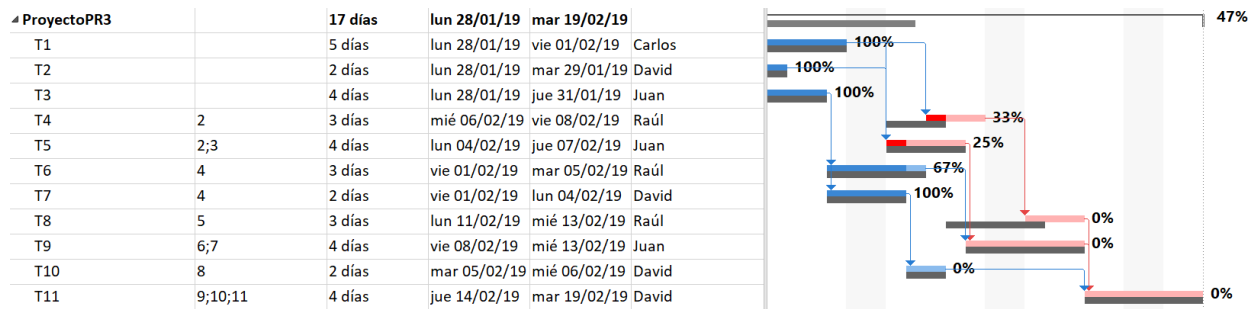 ProyectoPR3 17 días lun 28/01/19 mar 19/02/19 47%
T1 5 días lun 28/01/19 vie 01/02/19 Carlos 100%
T2 2 días lun 28/01/19 mar 29/01/19 David 100%
T3 4 días lun 28/01/19 jue 31/01/19 Juan 100%
T4 2 3 días mié 06/02/19 vie 08/02/19 Raúl 33%
T5 2;3 4 días lun 04/02/19 jue 07/02/19 Juan 25%
T6 4 3 días vie 01/02/19 mar 05/02/19 Raúl 67%
T7 4 2 días vie 01/02/19 lun 04/02/19 David 100%
T8 5 3 días lun 11/02/19 mié 13/02/19 Raúl 0%
T9 6;7 4 días vie 08/02/19 mié 13/02/19 Juan 0%
T10 8 2 días mar 05/02/19 mié 06/02/19 David 0%
T11 9;10;11 4 días jue 14/02/19 mar 19/02/19 David 0%